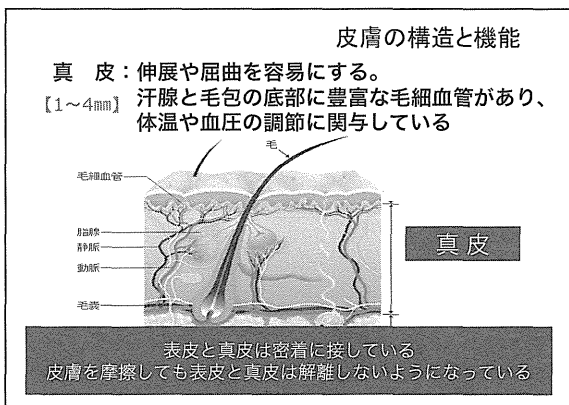 皮膚の構造と機能
真　皮：伸展や屈曲を容易にする。
【1～4mm】 汗腺と毛包の底部に豊富な毛細血管があり、
体温や血圧の調節に関与している
毛
毛細血管
脂腺
静脈
動脈
毛嚢
真皮
表皮と真皮は密着に接している
皮膚を摩擦しても表皮と真皮は解離しないようになっている